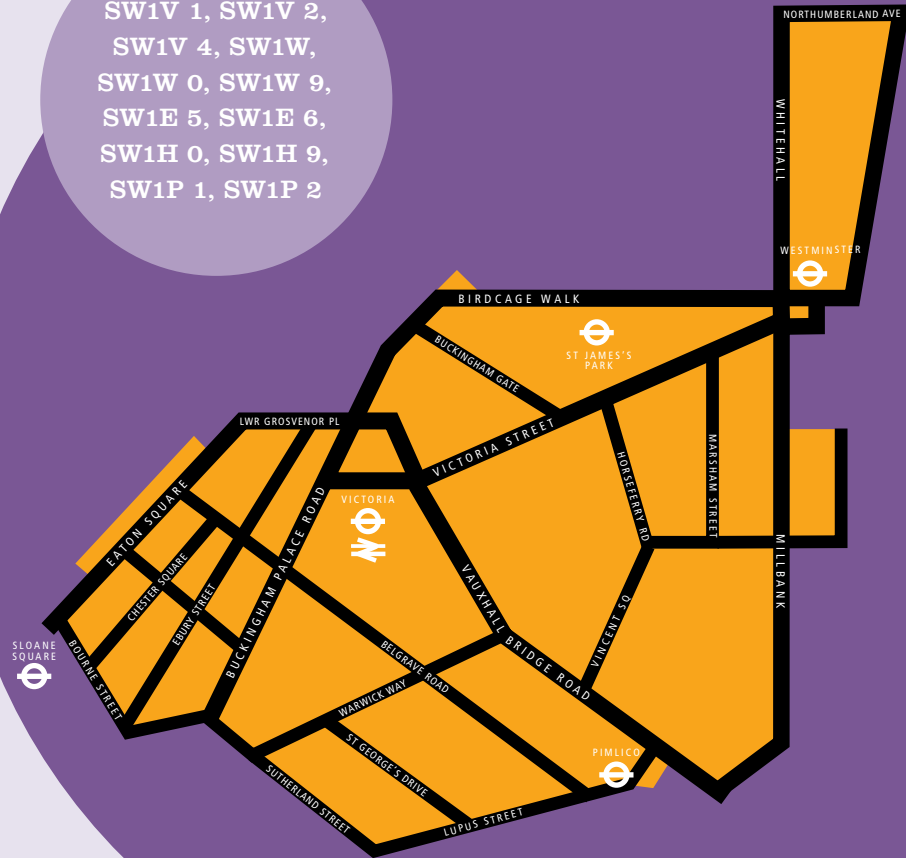 SW1V 1, SW1V 2,
SW1V 4, SW1W,
SW1W 0, SW1W 9,
SW1E 5, SW1E 6,
SW1H 0, SW1H 9,
SW1P 1, SW1P 2
NORTHUMBERLAND AVE
WHITEHALL
WESTMINSTER
BIRDCAGE WALK
ST JAMES'S
PARK
BUCKINGHAM GATE
LWR GROSVENOR PL
VICTORIA STREET
HORSEFERRY RD
MARSHAM STREET
VICTORIA
EATON SQUARE
BUCKINGHAM PALACE ROAD
MILLBANK
CHESTER SQUARE
EBURY STREET
VAUXHALL BRIDGE ROAD
VINCENT SQ
SLOANE
SQUARE
BOURNE STREET
BELGRAVE ROAD
WARWICK WAY
ST GEORGE'S DRIVE
PIMLICO
SUTHERLAND STREET
LUPUS STREET